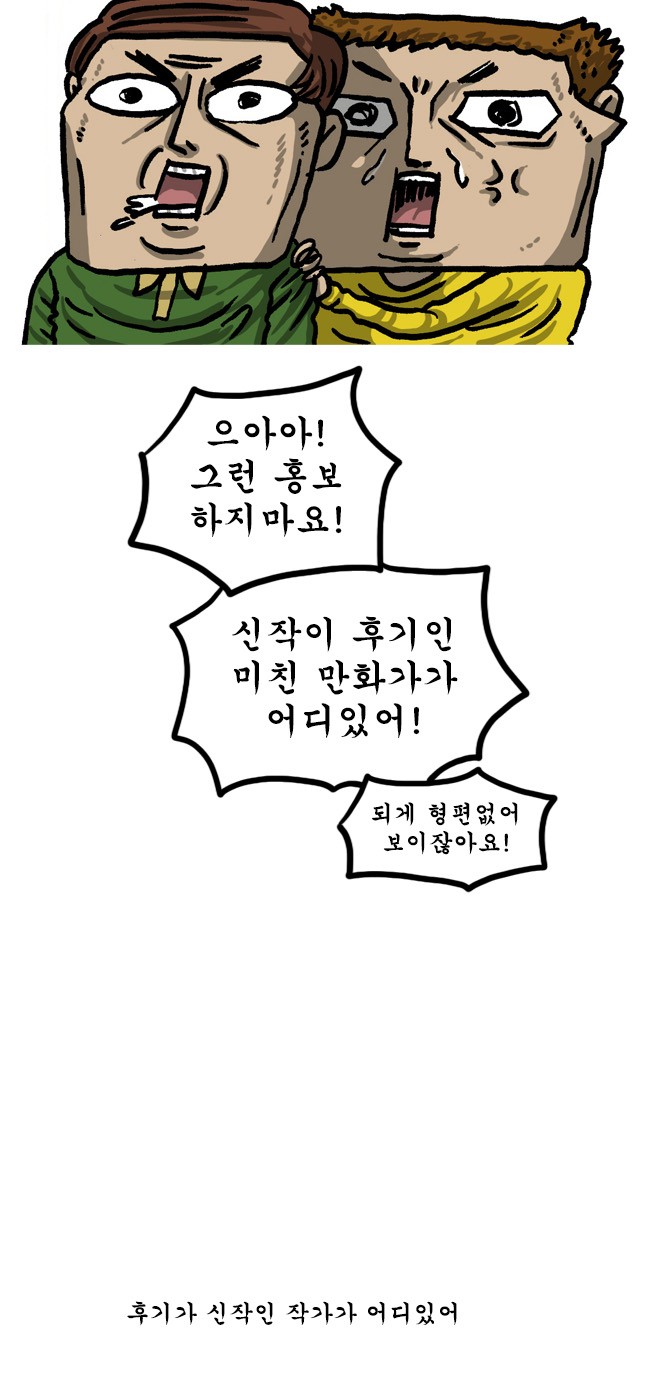 으아아!
그런 홍보
하지마요!
신작이 후기인
미친 만화가가
어디있어!
되게 형편없어
보이잖아요!
후기가 신작인 작가가 어디있어